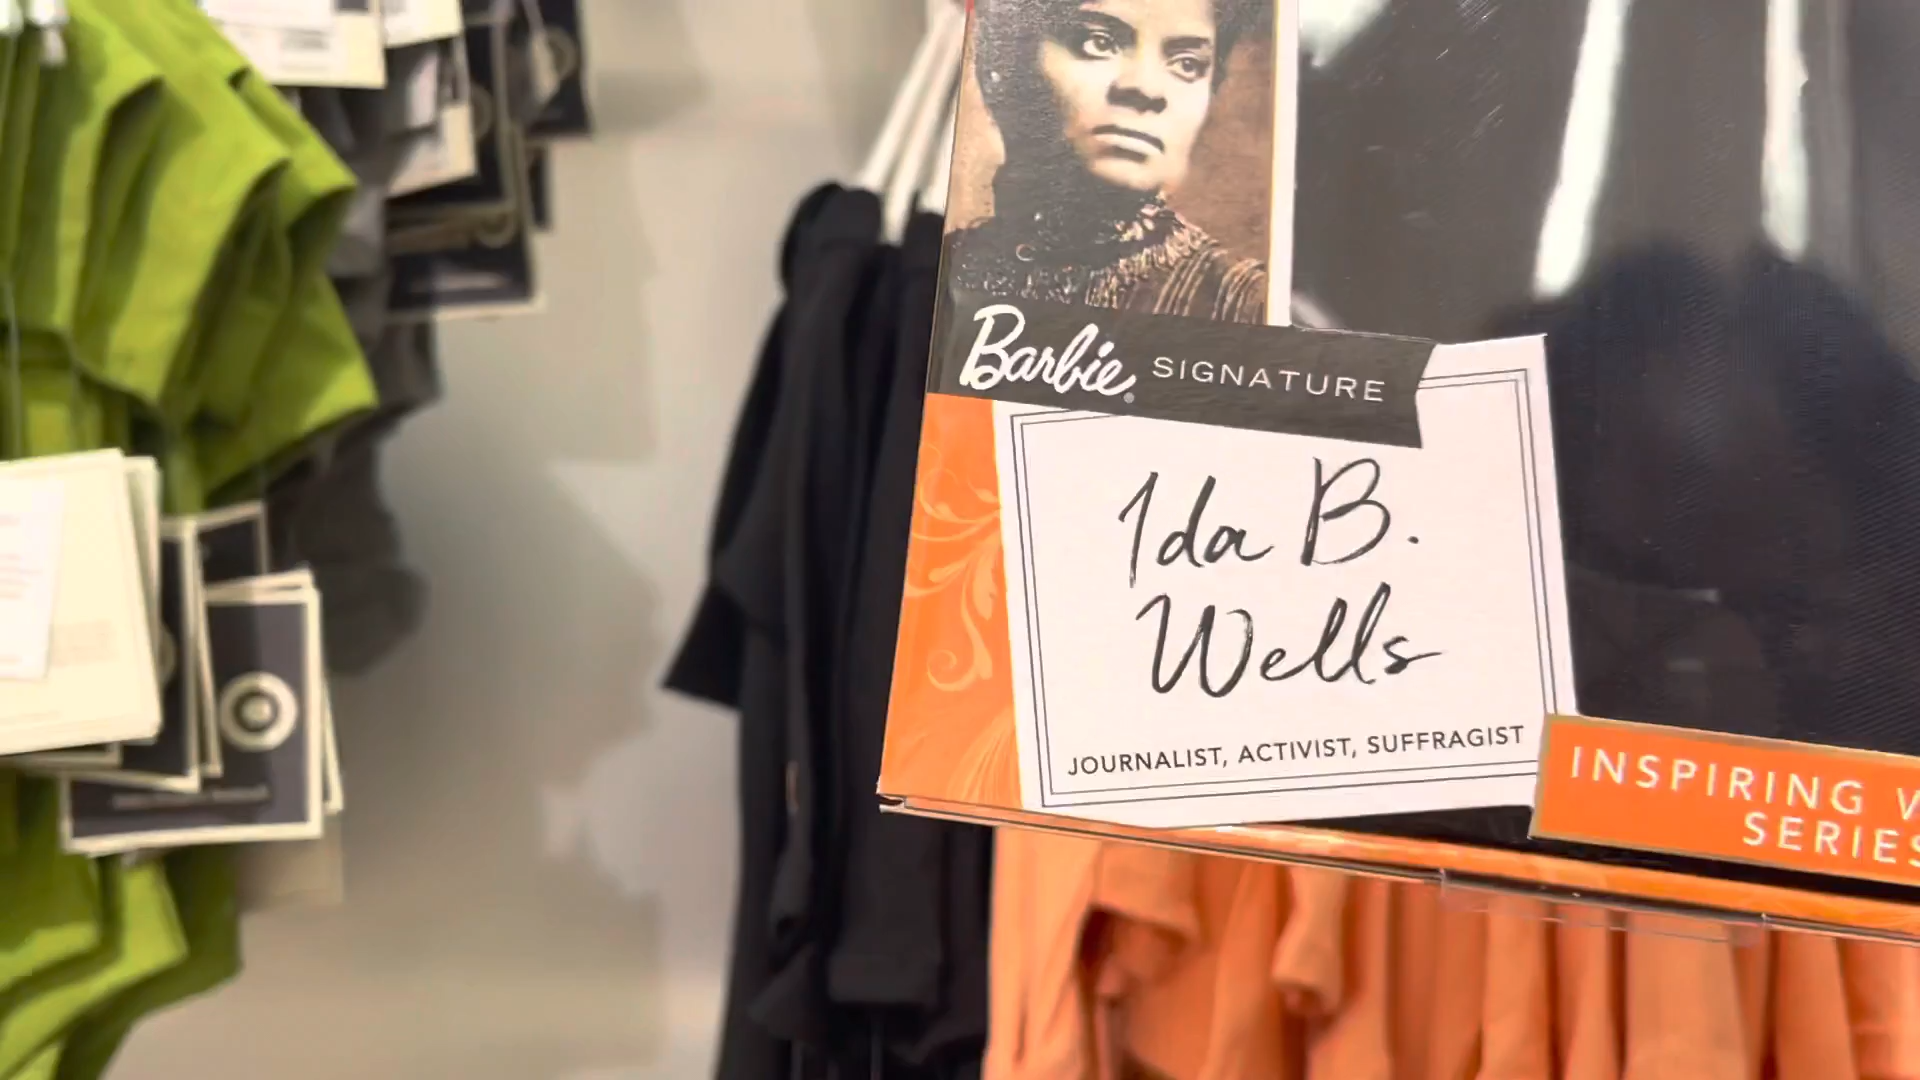 Barbie® SIGNATURE
Ida B.
Wells
JOURNALIST, ACTIVIST, SUFFRAGIST
INSPIRING
SERIES